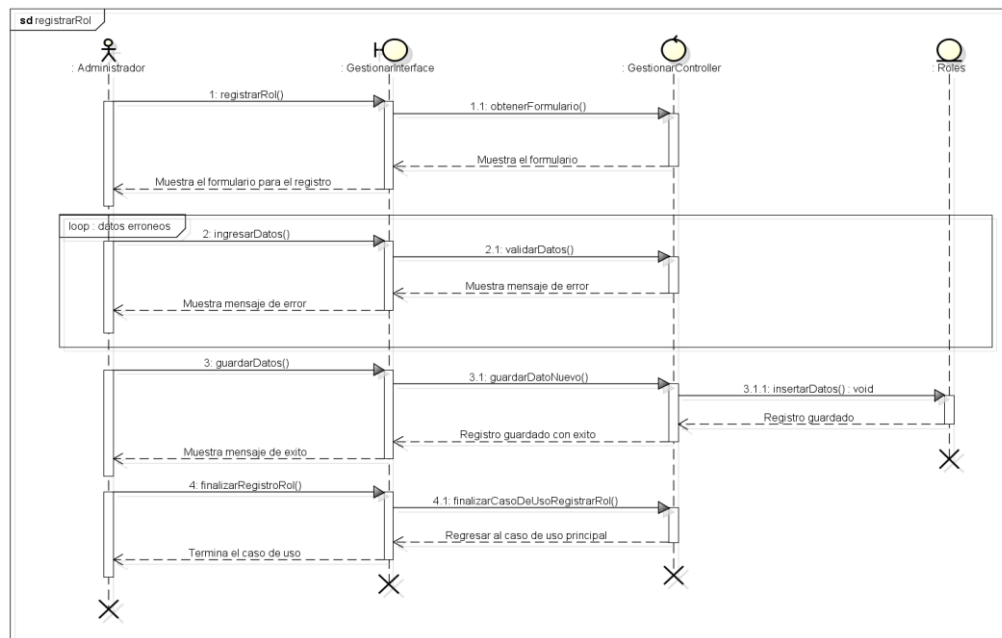 sd registrarRol
: Administrador
: GestionarInterface
: GestionarController
: Roles
1: registrarRol()
1.1: obtenerFormulario()
Muestra el formulario
Muestra el formulario para el registro
loop : datos erroneos
2: ingresarDatos()
2.1: validarDatos()
Muestra mensaje de error
Muestra mensaje de error
3: guardarDatos()
3.1: guardarDatoNuevo()
3.1.1: insertarDatos() : void
Registro guardado
Registro guardado con exito
Muestra mensaje de exito
4: finalizarRegistroRol()
4.1: finalizarCasoDeUsoRegistrarRol()
Regresar al caso de uso principal
Termina el caso de uso